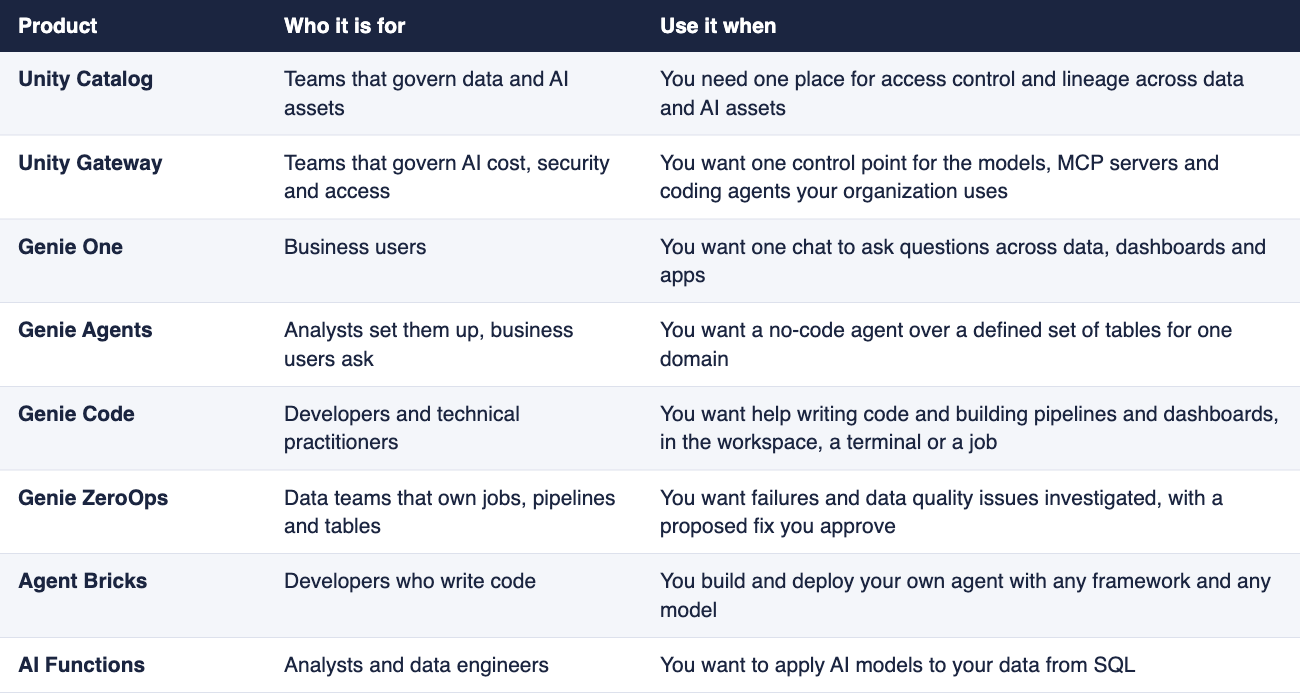 Product Who it is for Use it when
Unity Catalog Teams that govern data and AI You need one place for access control and lineage across data
assets and AI assets
Unity Gateway Teams that govern AI cost, security You want one control point for the models, MCP servers and
and access coding agents your organization uses
Genie One Business users You want one chat to ask questions across data, dashboards and
apps
Genie Agents Analysts set them up, business You want a no-code agent over a defined set of tables for one
users ask domain
Genie Code Developers and technical You want help writing code and building pipelines and dashboards,
practitioners in the workspace, a terminal or a job
Genie ZeroOps Data teams that own jobs, pipelines You want failures and data quality issues investigated, with a
and tables proposed fix you approve
Agent Bricks Developers who write code You build and deploy your own agent with any framework and any
model
AI Functions Analysts and data engineers You want to apply AI models to your data from SQL